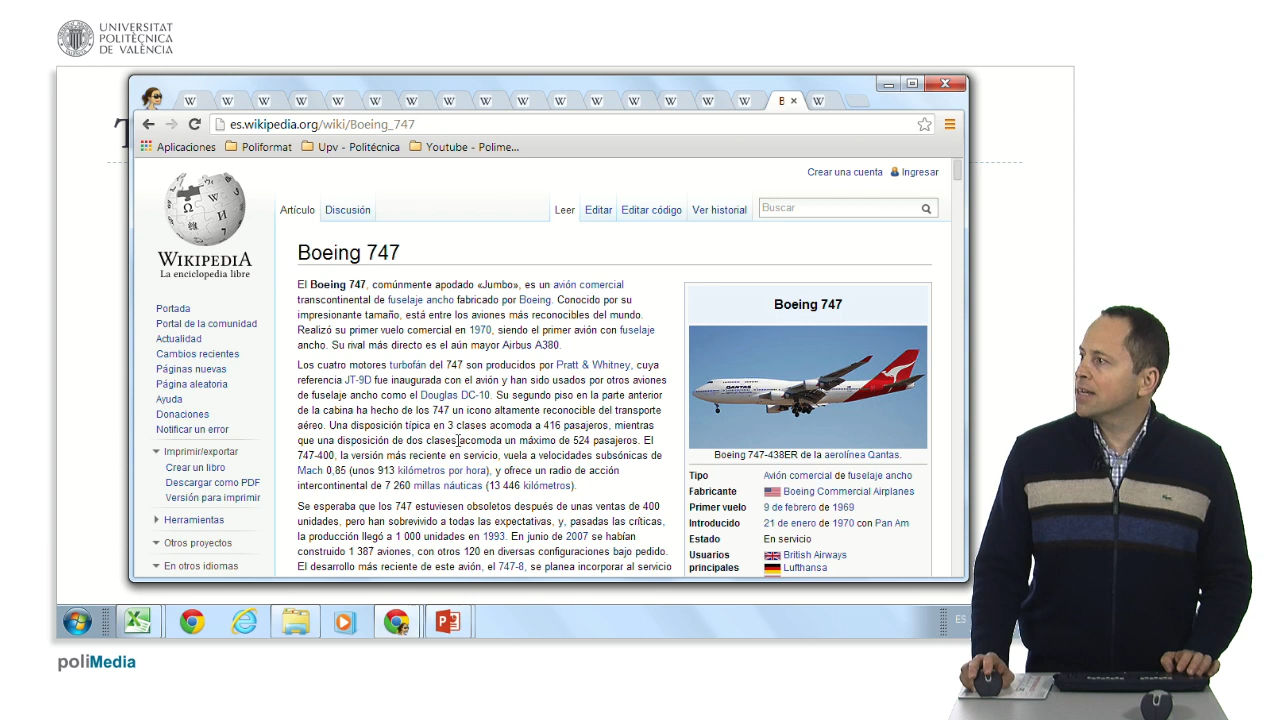 UNIVERSITAT
POLITÈCNICA
DE VALÈNCIA
es.wikipedia.org/wiki/Boeing_747
Aplicaciones Poliformat Upv - Politécnica Youtube - Polime...
Crear una cuenta Ingresar
Artículo Discusión Leer Editar Editar código Ver historial Buscar
WIKIPEDIA
La enciclopedia libre
Portada
Portal de la comunidad
Actualidad
Cambios recientes
Páginas nuevas
Página aleatoria
Ayuda
Donaciones
Notificar un error
Imprimir/exportar
Crear un libro
Descargar como PDF
Versión para imprimir
Herramientas
Otros proyectos
En otros idiomas
Boeing 747
El Boeing 747, comúnmente apodado «Jumbo», es un avión comercial
transcontinental de fuselaje ancho fabricado por Boeing. Conocido por su
impresionante tamaño, está entre los aviones más reconocibles del mundo.
Realizó su primer vuelo comercial en 1970, siendo el primer avión con fuselaje
ancho. Su rival más directo es el aún mayor Airbus A380.
Los cuatro motores turbofán del 747 son producidos por Pratt & Whitney, cuya
referencia JT-9D fue inaugurada con el avión y han sido usados por otros aviones
de fuselaje ancho como el Douglas DC-10. Su segundo piso en la parte anterior
de la cabina ha hecho de los 747 un icono altamente reconocible del transporte
aéreo. Una disposición típica en 3 clases acomoda a 416 pasajeros, mientras
que una disposición de dos clases acomoda un máximo de 524 pasajeros. El
747-400, la versión más reciente en servicio, vuela a velocidades subsónicas de
Mach 0,85 (unos 913 kilómetros por hora), y ofrece un radio de acción
intercontinental de 7 260 millas náuticas (13 446 kilómetros).
Se esperaba que los 747 estuviesen obsoletos después de unas ventas de 400
unidades, pero han sobrevivido a todas las expectativas, y, pasadas las críticas,
la producción llegó a 1 000 unidades en 1993. En junio de 2007 se habían
construido 1 387 aviones, con otros 120 en diversas configuraciones bajo pedido.
El desarrollo más reciente de este avión, el 747-8, se planea incorporar al servicio
Boeing 747
QANTAS
Boeing 747-438ER de la aerolínea Qantas.
Tipo Avión comercial de fuselaje ancho
Fabricante Boeing Commercial Airplanes
Primer vuelo 9 de febrero de 1969
Introducido 21 de enero de 1970 con Pan Am
Estado En servicio
Usuarios British Airways
principales Lufthansa
ES
poliMedia